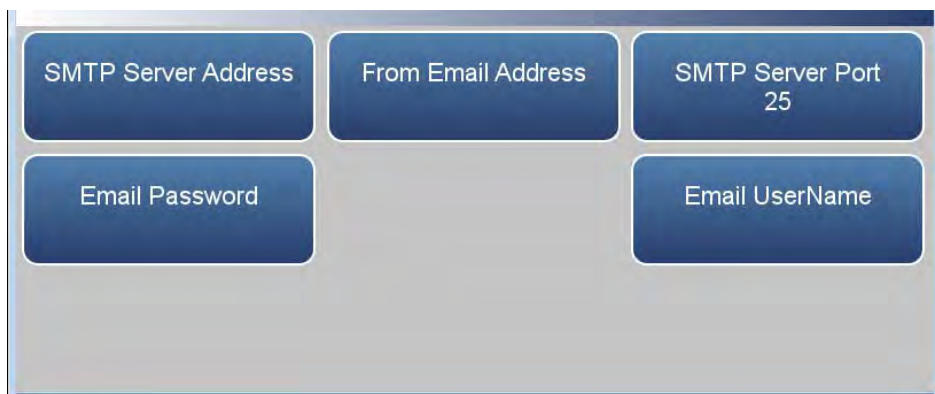 SMTP Server Address
From Email Address
SMTP Server Port
25
Email Password
Email UserName